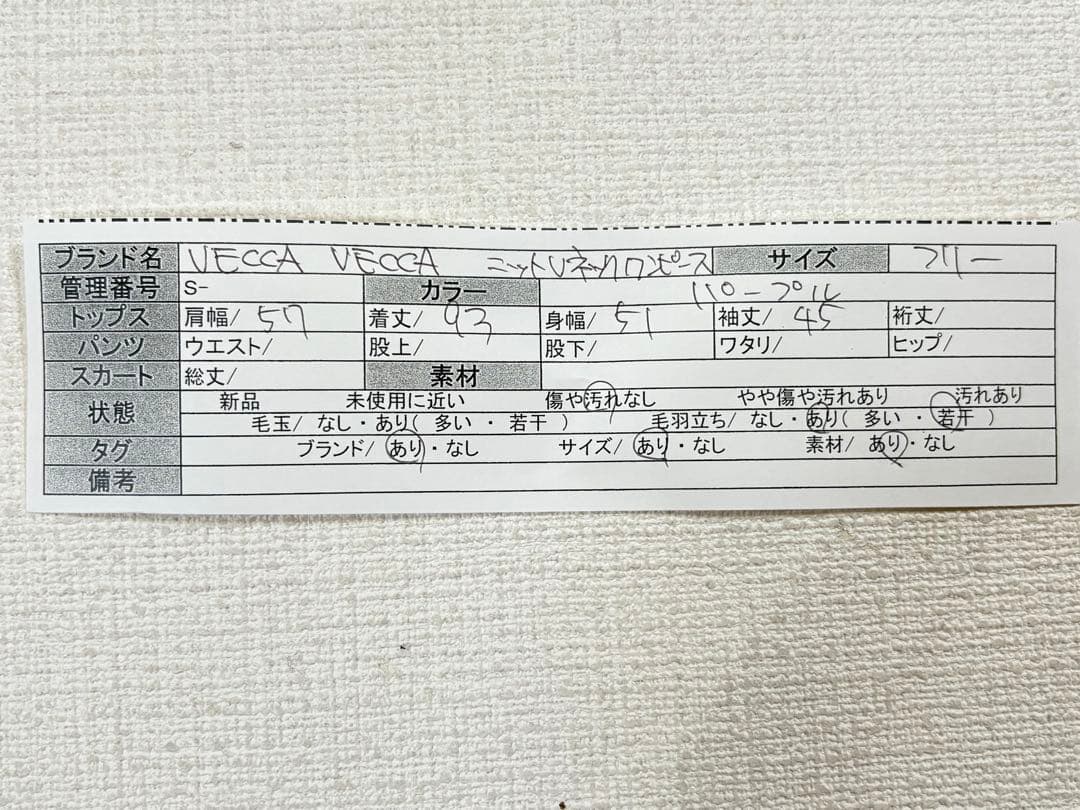 ブランド名 VECCA VECCA ニットVネックワンピース サイズ フリー
管理番号 S- カラー パープル
トップス 肩幅/ 57 着丈/ 93 身幅/ 51 袖丈/ 45 裄丈/
パンツ ウエスト/ 股上/ 股下/ ワタリ/ ヒップ/
スカート 総丈/ 素材
状態 新品 未使用に近い 傷や汚れなし やや傷や汚れあり 汚れあり
毛玉/ なし・あり( 多い ・ 若干 ) 毛羽立ち/ なし・あり( 多い ・ 若干 )
タグ ブランド/ あり・なし サイズ/ あり・なし 素材/ あり・なし
備考